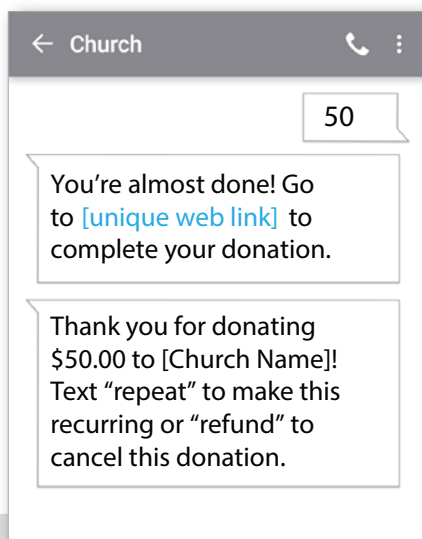 Church
50
You’re almost done! Go
to [unique web link] to
complete your donation.
Thank you for donating
$50.00 to [Church Name]!
Text “repeat” to make this
recurring or “refund” to
cancel this donation.